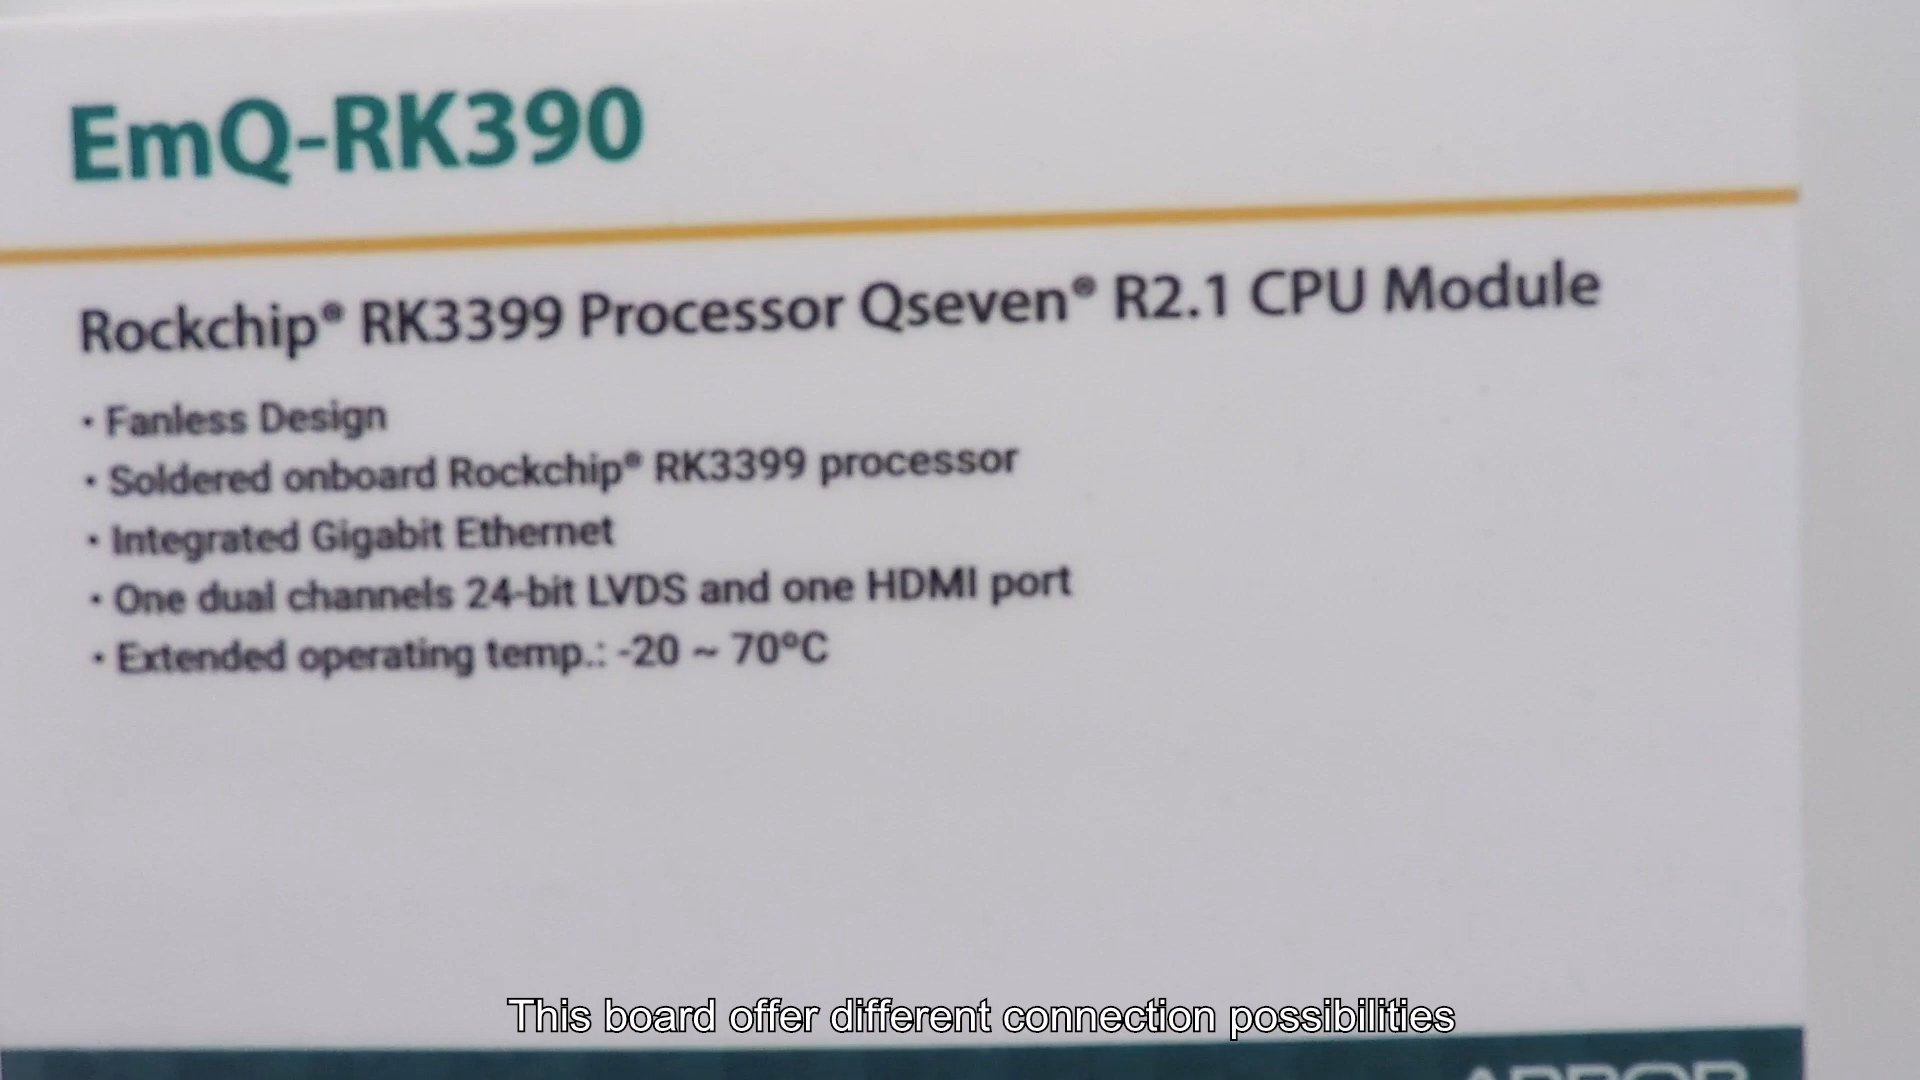 EmQ-RK390
Rockchip® RK3399 Processor Qseven® R2.1 CPU Module
· Fanless Design
· Soldered onboard Rockchip® RK3399 processor
· Integrated Gigabit Ethernet
· One dual channels 24-bit LVDS and one HDMI port
· Extended operating temp.: -20 ~ 70°C
This board offer different connection possibilities